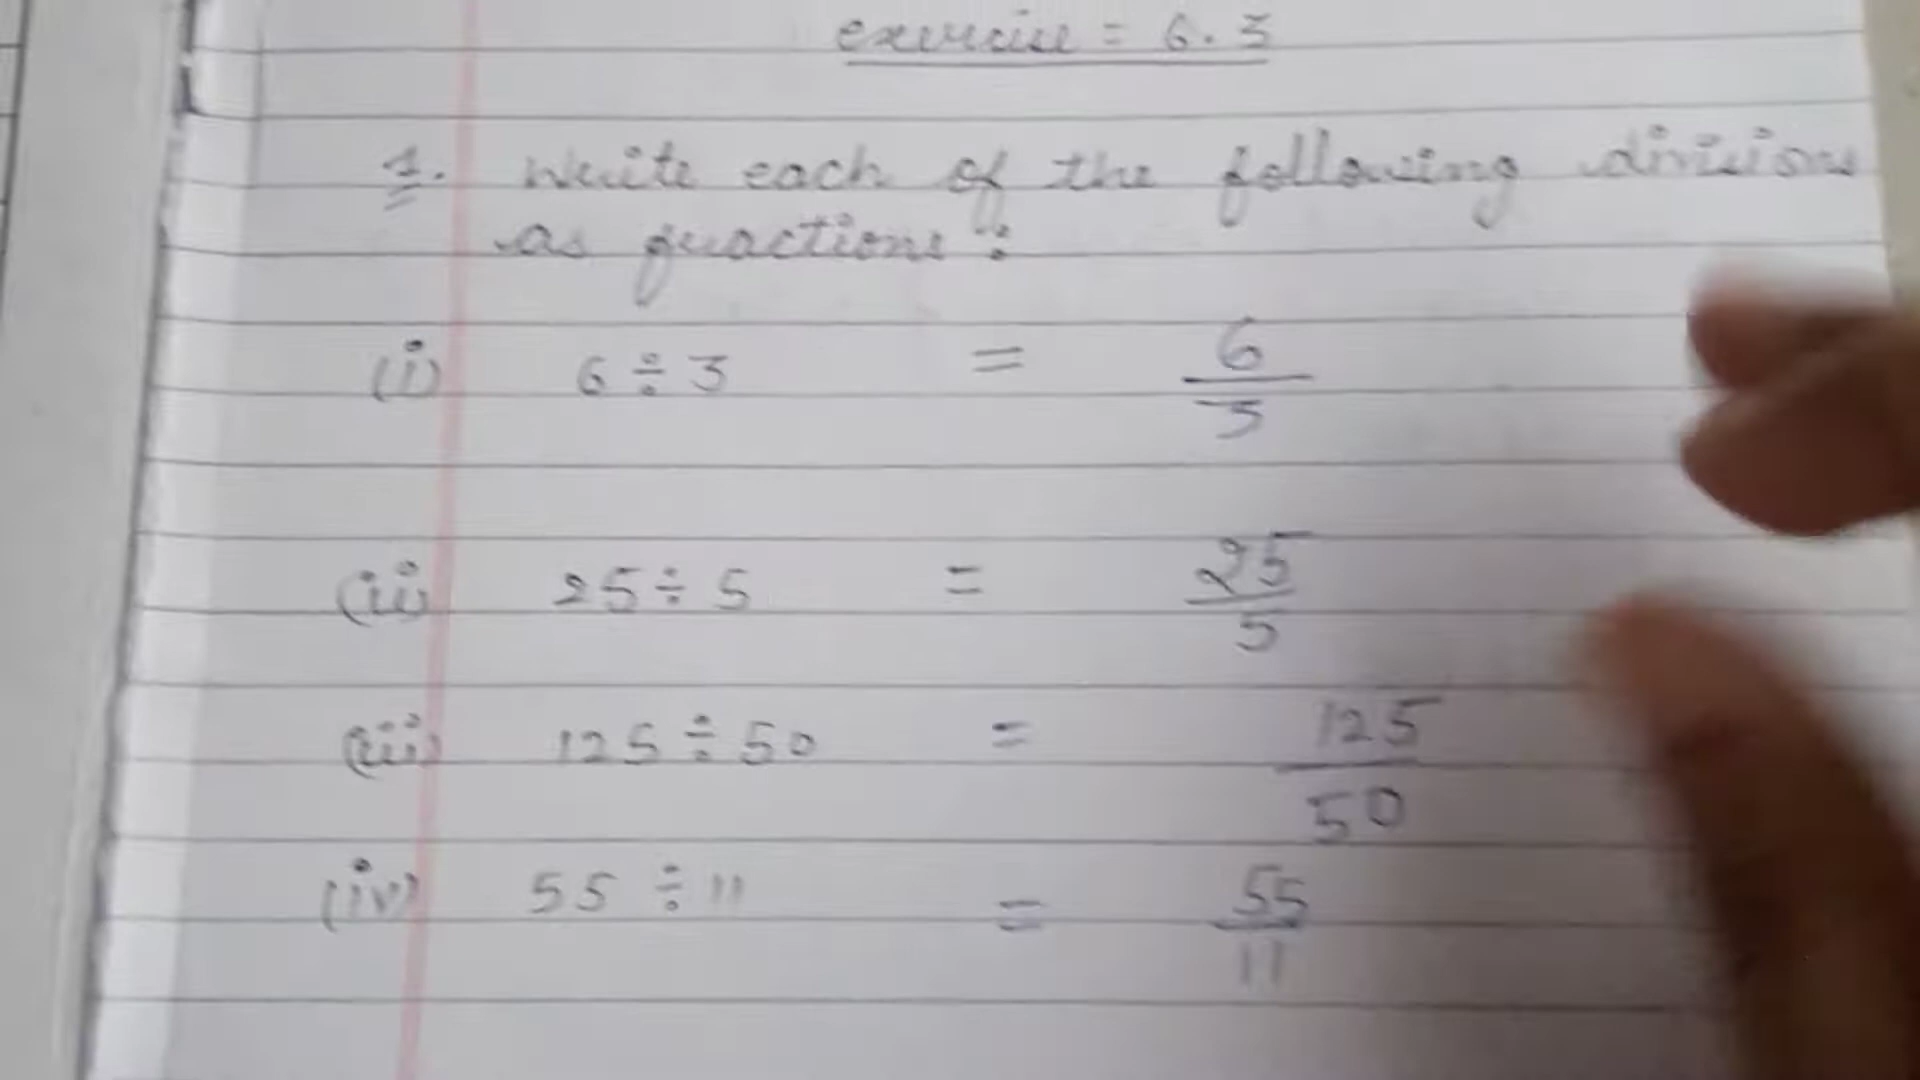 exercise = 6.3
1. Write each of the following divisions
as fractions :
(i) 6 ÷ 3 = 6/3
(ii) 25 ÷ 5 = 25/5
(iii) 125 ÷ 50 = 125/50
(iv) 55 ÷ 11 = 55/11